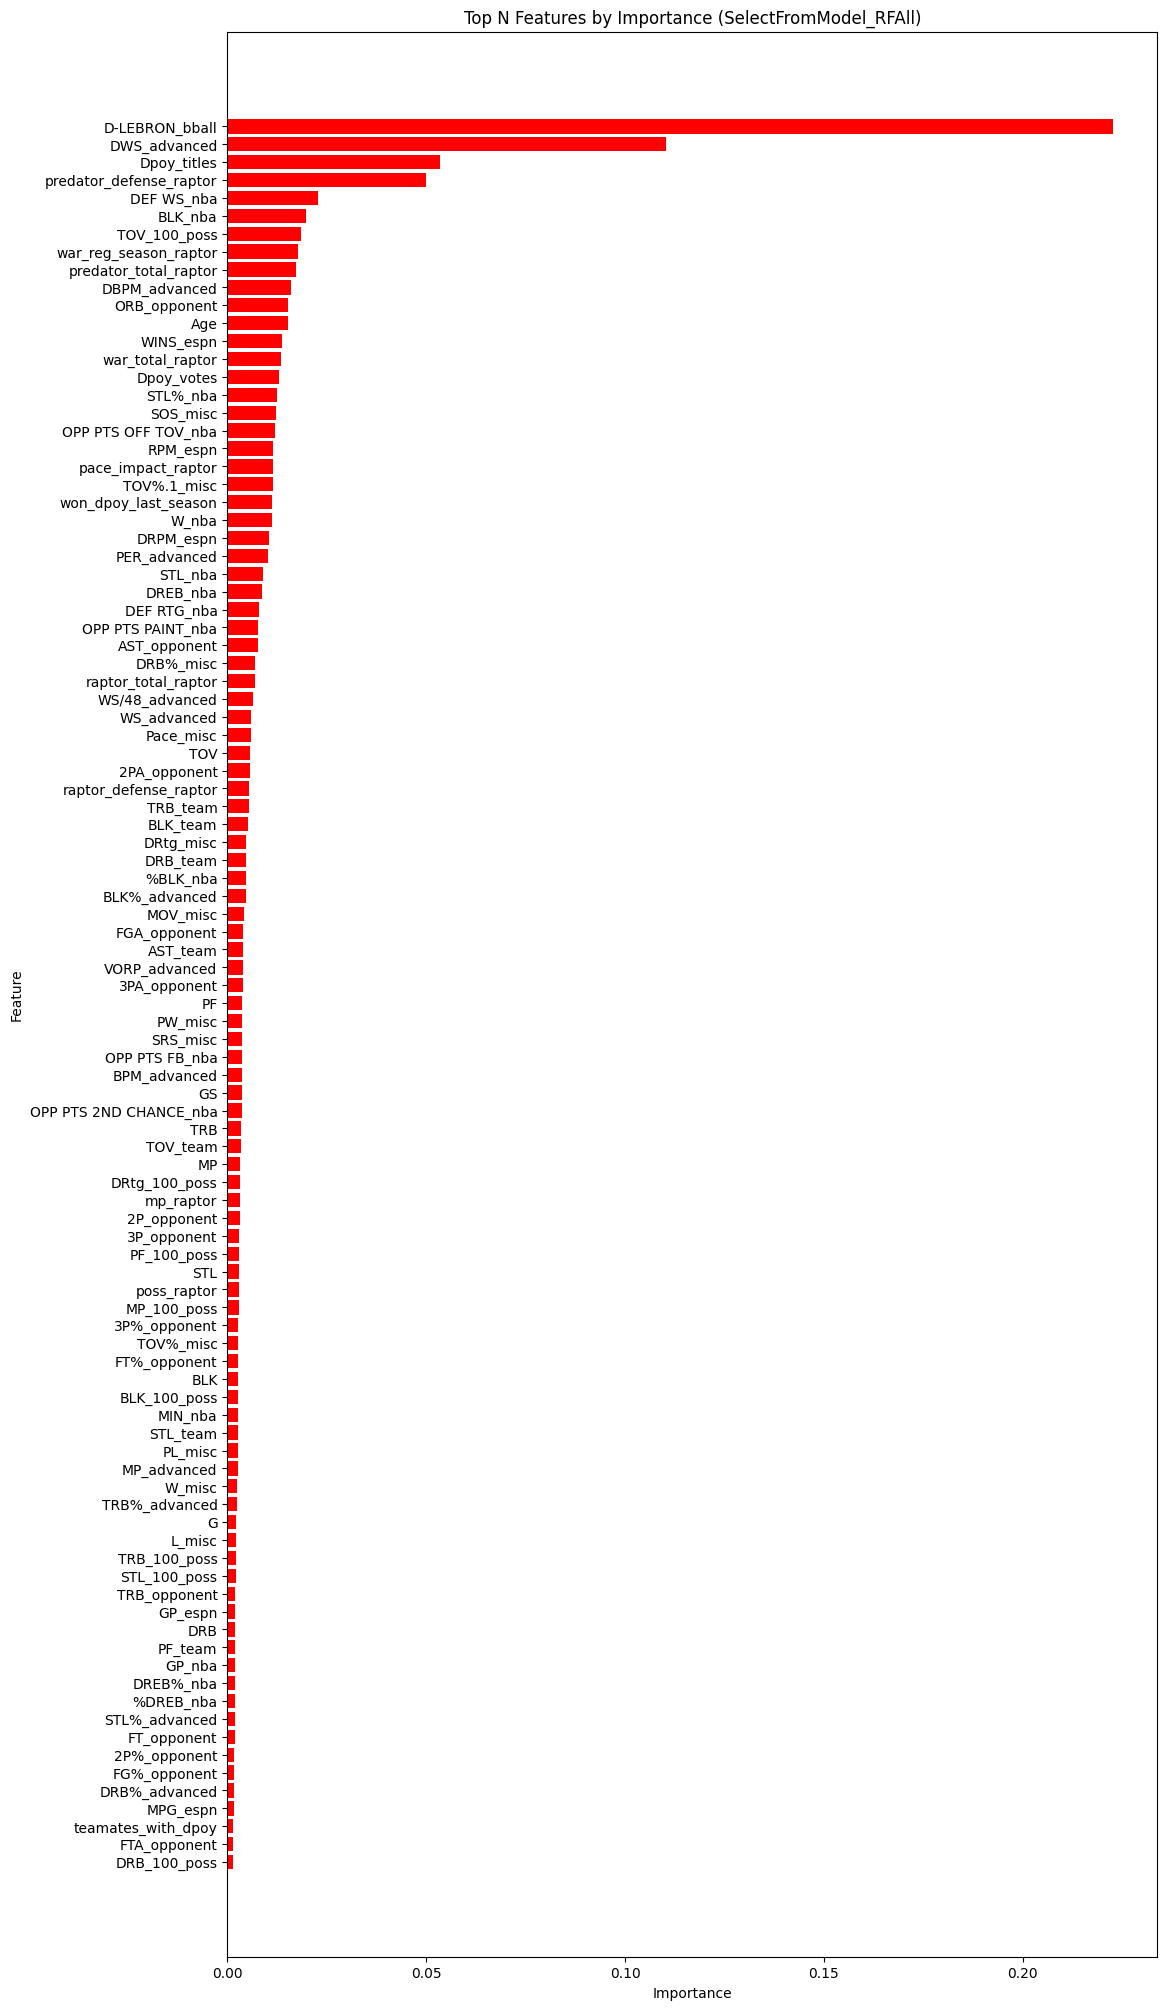 Top N Features by Importance (SelectFromModel_RFAll)
D-LEBRON_bball
DWS_advanced
Dpoy_titles
predator_defense_raptor
DEF WS_nba
BLK_nba
TOV_100_poss
war_reg_season_raptor
predator_total_raptor
DBPM_advanced
ORB_opponent
Age
WINS_espn
war_total_raptor
Dpoy_votes
STL%_nba
SOS_misc
OPP PTS OFF TOV_nba
RPM_espn
pace_impact_raptor
TOV%.1_misc
won_dpoy_last_season
W_nba
DRPM_espn
PER_advanced
STL_nba
DREB_nba
DEF RTG_nba
OPP PTS PAINT_nba
AST_opponent
DRB%_misc
raptor_total_raptor
WS/48_advanced
WS_advanced
Pace_misc
TOV
2PA_opponent
raptor_defense_raptor
TRB_team
BLK_team
DRtg_misc
DRB_team
%BLK_nba
BLK%_advanced
MOV_misc
FGA_opponent
AST_team
VORP_advanced
3PA_opponent
PF
PW_misc
SRS_misc
OPP PTS FB_nba
BPM_advanced
GS
OPP PTS 2ND CHANCE_nba
TRB
TOV_team
MP
DRtg_100_poss
mp_raptor
2P_opponent
3P_opponent
PF_100_poss
STL
poss_raptor
MP_100_poss
3P%_opponent
TOV%_misc
FT%_opponent
BLK
BLK_100_poss
MIN_nba
STL_team
PL_misc
MP_advanced
W_misc
TRB%_advanced
G
L_misc
TRB_100_poss
STL_100_poss
TRB_opponent
GP_espn
DRB
PF_team
GP_nba
DREB%_nba
%DREB_nba
STL%_advanced
FT_opponent
2P%_opponent
FG%_opponent
DRB%_advanced
MPG_espn
teamates_with_dpoy
FTA_opponent
DRB_100_poss
Feature
0.00 0.05 0.10 0.15 0.20
Importance